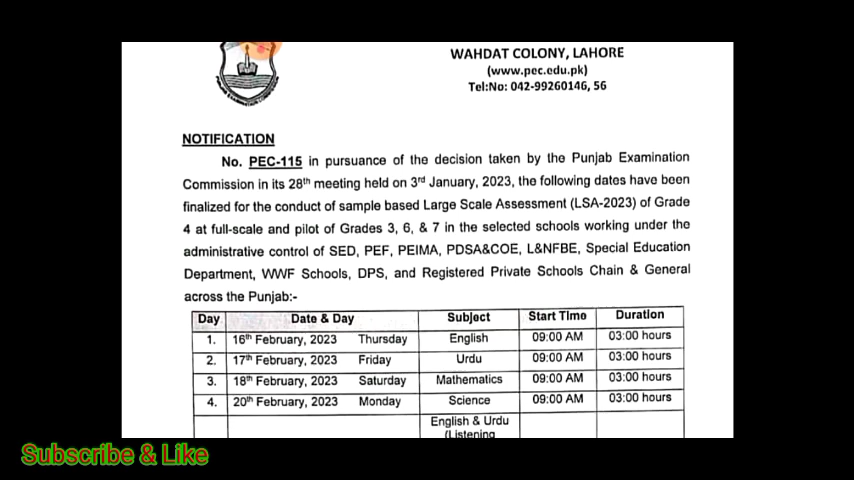 WAHDAT COLONY, LAHORE
(www.pec.edu.pk)
Tel:No: 042-99260146, 56
NOTIFICATION
No. PEC-115 in pursuance of the decision taken by the Punjab Examination
Commission in its 28th meeting held on 3rd January, 2023, the following dates have been
finalized for the conduct of sample based Large Scale Assessment (LSA-2023) of Grade
4 at full-scale and pilot of Grades 3, 6, & 7 in the selected schools working under the
administrative control of SED, PEF, PEIMA, PDSA&COE, L&NFBE, Special Education
Department, WWF Schools, DPS, and Registered Private Schools Chain & General
across the Punjab:-
Day Date & Day Subject Start Time Duration
1. 16th February, 2023 Thursday English 09:00 AM 03:00 hours
2. 17th February, 2023 Friday Urdu 09:00 AM 03:00 hours
3. 18th February, 2023 Saturday Mathematics 09:00 AM 03:00 hours
4. 20th February, 2023 Monday Science 09:00 AM 03:00 hours
English & Urdu
(Listening
Subscribe & Like